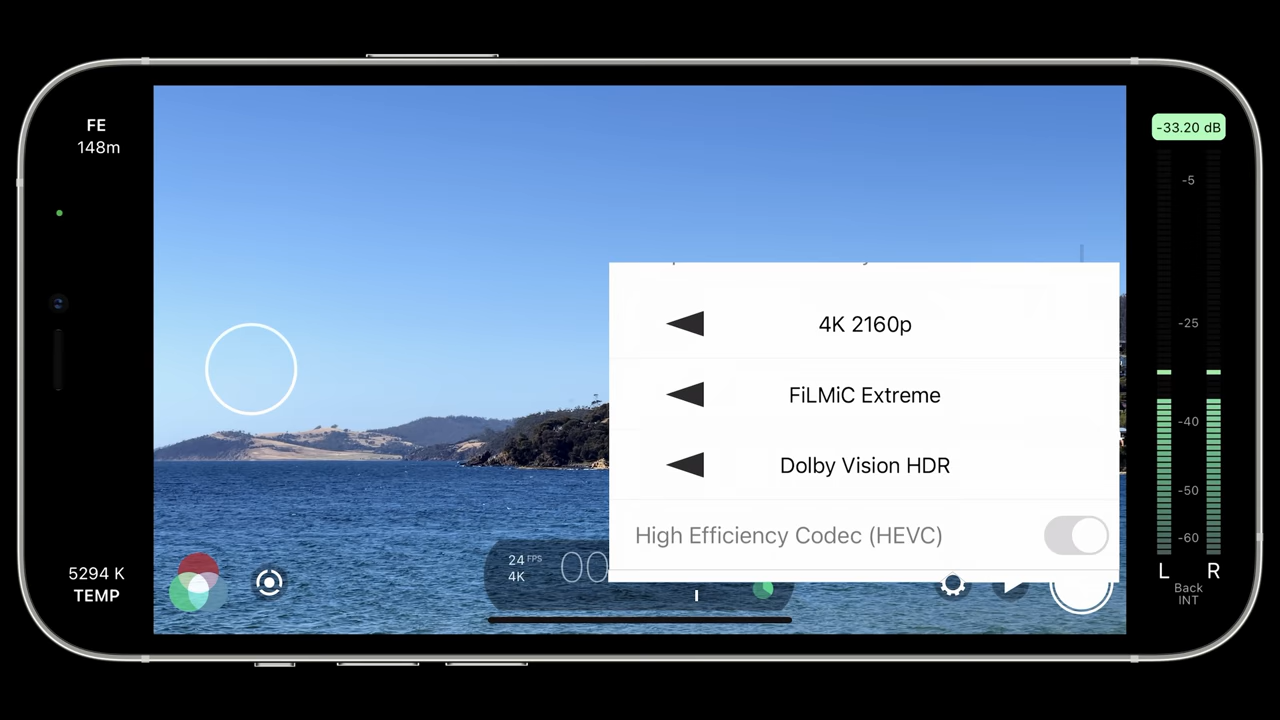 FE
148m
-33.20 dB
-5
-25
-40
-50
-60
L R
Back
INT
4K 2160p
FiLMiC Extreme
Dolby Vision HDR
High Efficiency Codec (HEVC)
24 FPS
4K
00
5294 K
TEMP